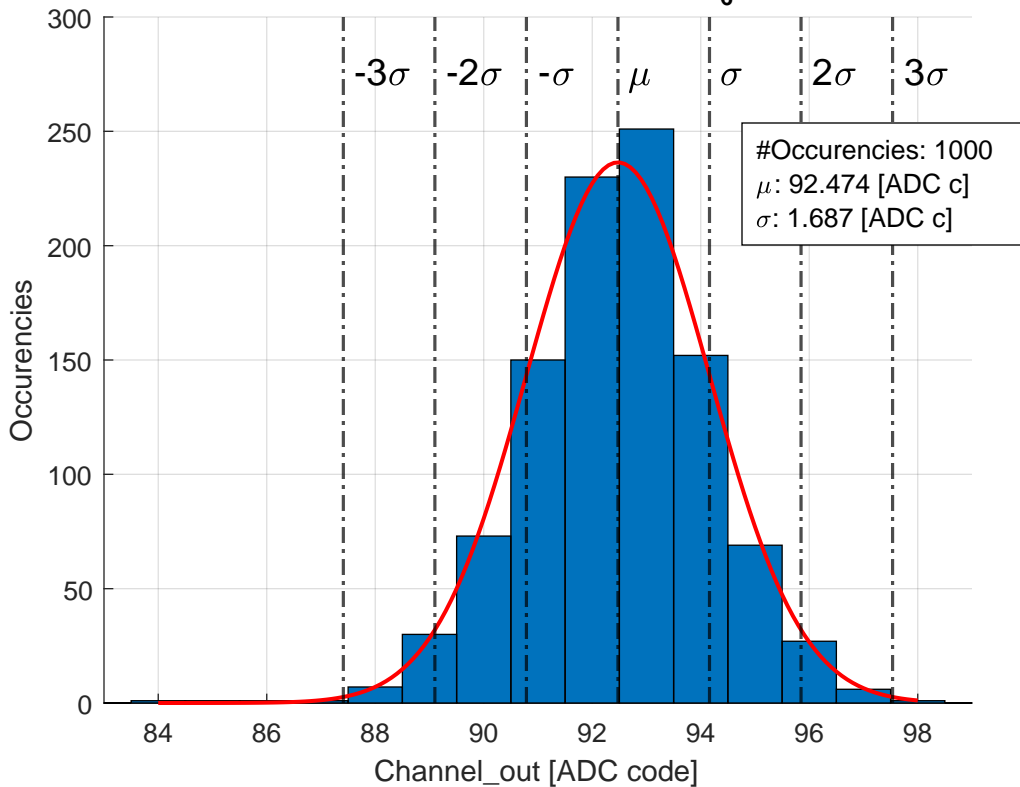 300
250
200
150
100
50
0
Occurencies
-3σ -2σ -σ μ σ 2σ 3σ
#Occurencies: 1000
μ: 92.474 [ADC c]
σ: 1.687 [ADC c]
84 86 88 90 92 94 96 98
Channel_out [ADC code]